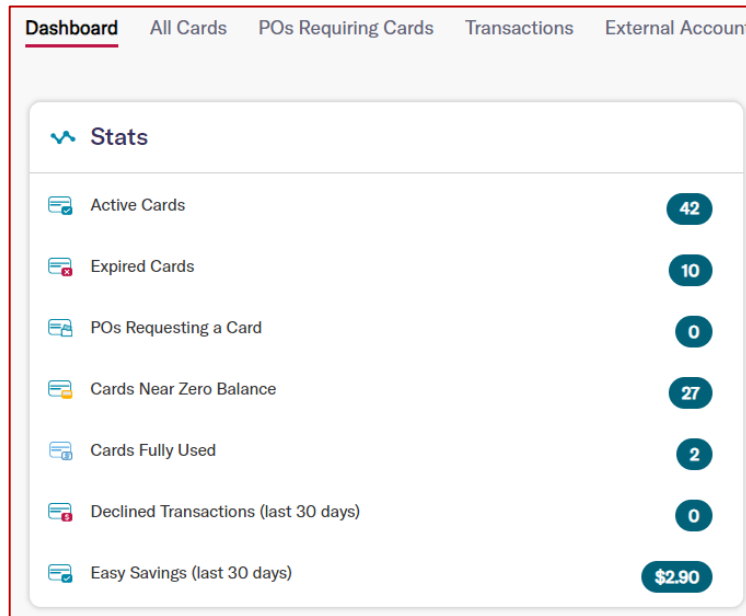 Dashboard All Cards POs Requiring Cards Transactions External Accoun
Stats
Active Cards 42
Expired Cards 10
POs Requesting a Card 0
Cards Near Zero Balance 27
Cards Fully Used 2
Declined Transactions (last 30 days) 0
Easy Savings (last 30 days) $2.90